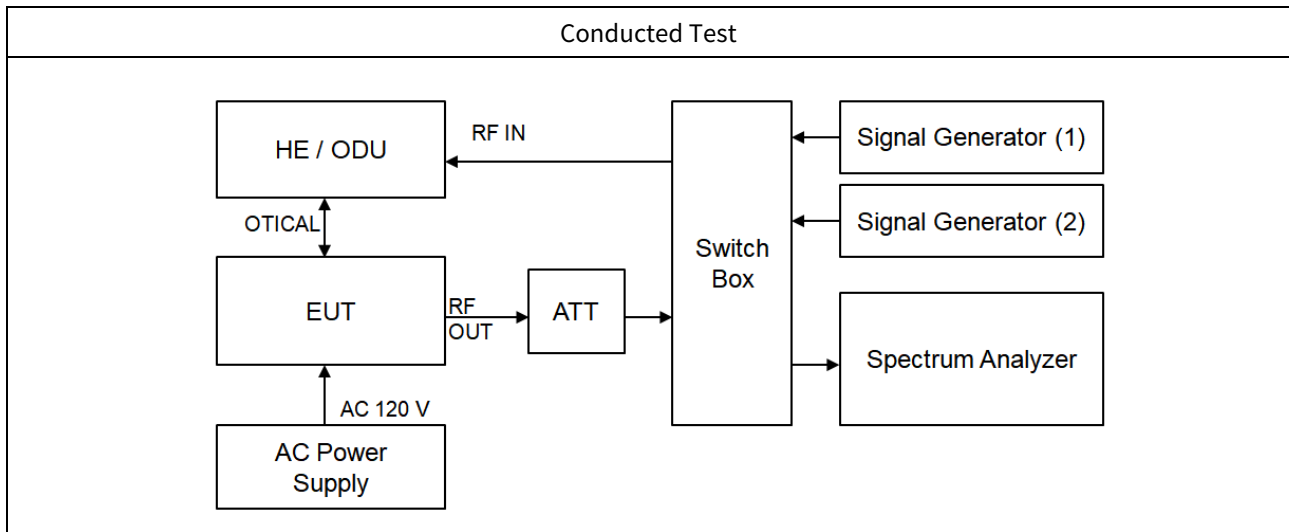 Conducted Test
HE / ODU
RF IN
Signal Generator (1)
Signal Generator (2)
OTICAL
Switch
Box
EUT
RF
OUT
ATT
Spectrum Analyzer
AC 120 V
AC Power
Supply